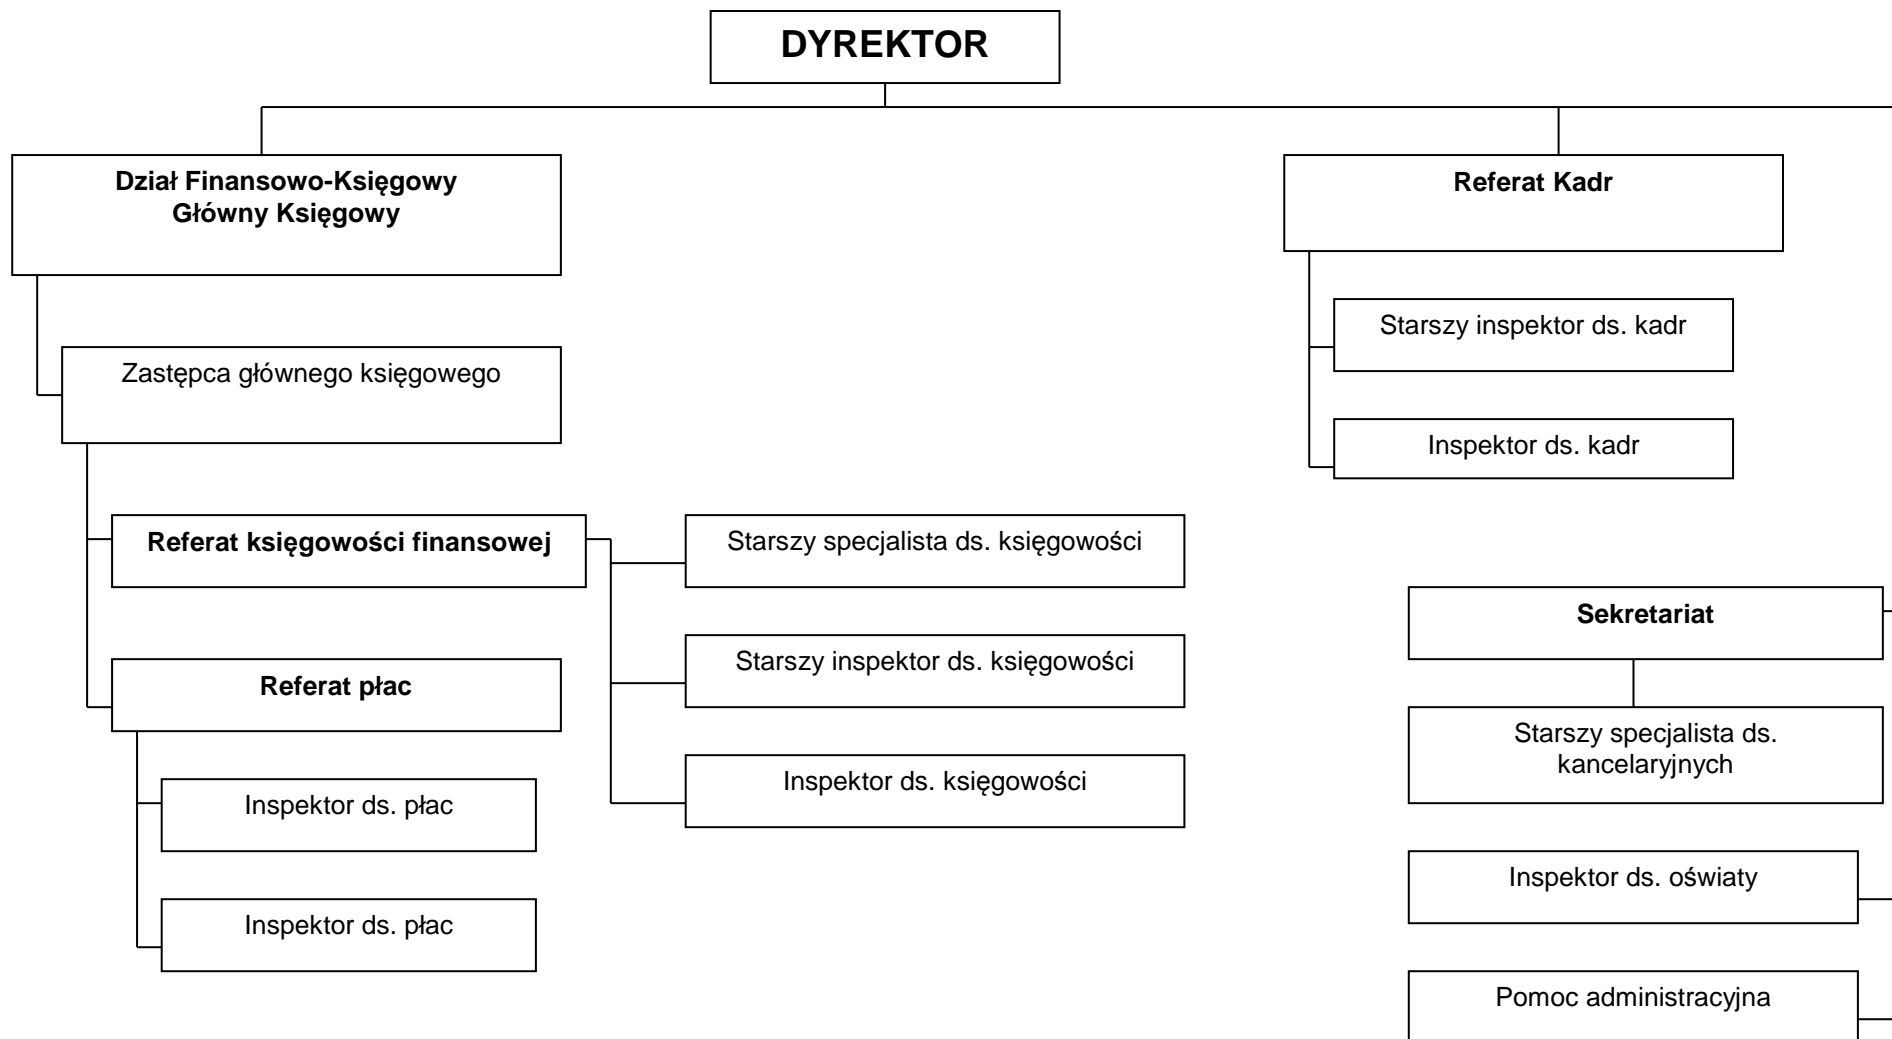 DYREKTOR
Dział Finansowo-Księgowy
Główny Księgowy
Zastępca głównego księgowego
Referat księgowości finansowej
Starszy specjalista ds. księgowości
Starszy inspektor ds. księgowości
Inspektor ds. księgowości
Referat płac
Inspektor ds. płac
Inspektor ds. płac
Referat Kadr
Starszy inspektor ds. kadr
Inspektor ds. kadr
Sekretariat
Starszy specjalista ds.
kancelaryjnych
Inspektor ds. oświaty
Pomoc administracyjna